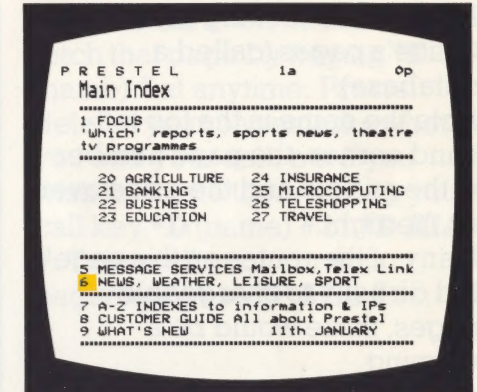 PRESTEL 1a 0p
Main Index
1 FOCUS
'Which' reports, sports news, theatre
tv programmes
20 AGRICULTURE 24 INSURANCE
21 BANKING 25 MICROCOMPUTING
22 BUSINESS 26 TELESHOPPING
23 EDUCATION 27 TRAVEL
5 MESSAGE SERVICES Mailbox,Telex Link
6 NEWS, WEATHER, LEISURE, SPORT
7 A-Z INDEXES to information & IPs
8 CUSTOMER GUIDE All about Prestel
9 WHAT'S NEW 11th JANUARY